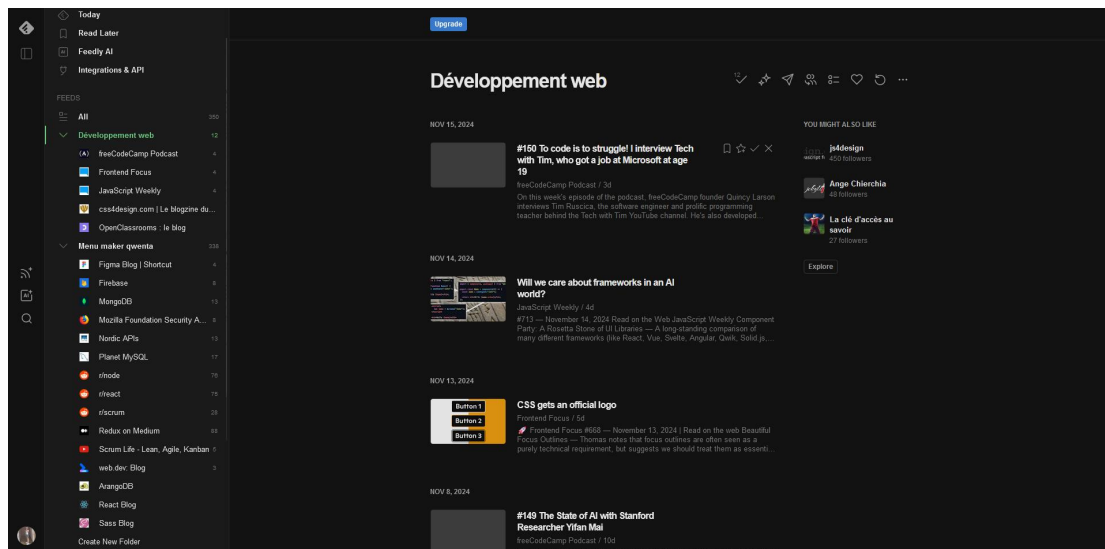 Today
Read Later
Feedly AI
Integrations & API
FEEDS
All 350
Développement web 12
freeCodeCamp Podcast 4
Frontend Focus 4
JavaScript Weekly 4
css4design.com | Le blogzine du...
OpenClassrooms : le blog
Menu maker qwenta 338
Figma Blog | Shortcut 4
Firebase 8
MongoDB 13
Mozilla Foundation Security A... 6
Nordic APIs 13
Planet MySQL 17
r/node 76
r/react 78
r/scrum 28
Redux on Medium 88
Scrum Life - Lean, Agile, Kanban 5
web.dev: Blog 3
ArangoDB
React Blog
Sass Blog
Create New Folder
Upgrade
Développement web
12
NOV 15, 2024
#150 To code is to struggle! I interview Tech
with Tim, who got a job at Microsoft at age
19
freeCodeCamp Podcast / 3d
On this week's episode of the podcast, freeCodeCamp founder Quincy Larson
interviews Tim Ruscica, the software engineer and prolific programming
teacher behind the Tech with Tim YouTube channel. He's also developed...
NOV 14, 2024
Will we care about frameworks in an AI
world?
JavaScript Weekly / 4d
#713 — November 14, 2024 Read on the Web JavaScript Weekly Component
Party: A Rosetta Stone of UI Libraries — A long-standing comparison of
many different frameworks (like React, Vue, Svelte, Angular, Qwik, Solid.js,...
NOV 13, 2024
Button 1
Button 2
Button 3
CSS gets an official logo
Frontend Focus / 5d
🚀 Frontend Focus #668 — November 13, 2024 | Read on the web Beautiful
Focus Outlines — Thomas notes that focus outlines are often seen as a
purely technical requirement, but suggests we should treat them as essenti...
NOV 8, 2024
#149 The State of AI with Stanford
Researcher Yifan Mai
freeCodeCamp Podcast / 10d
YOU MIGHT ALSO LIKE
js4design
450 followers
Ange Chierchia
48 followers
La clé d'accès au
savoir
27 followers
Explore